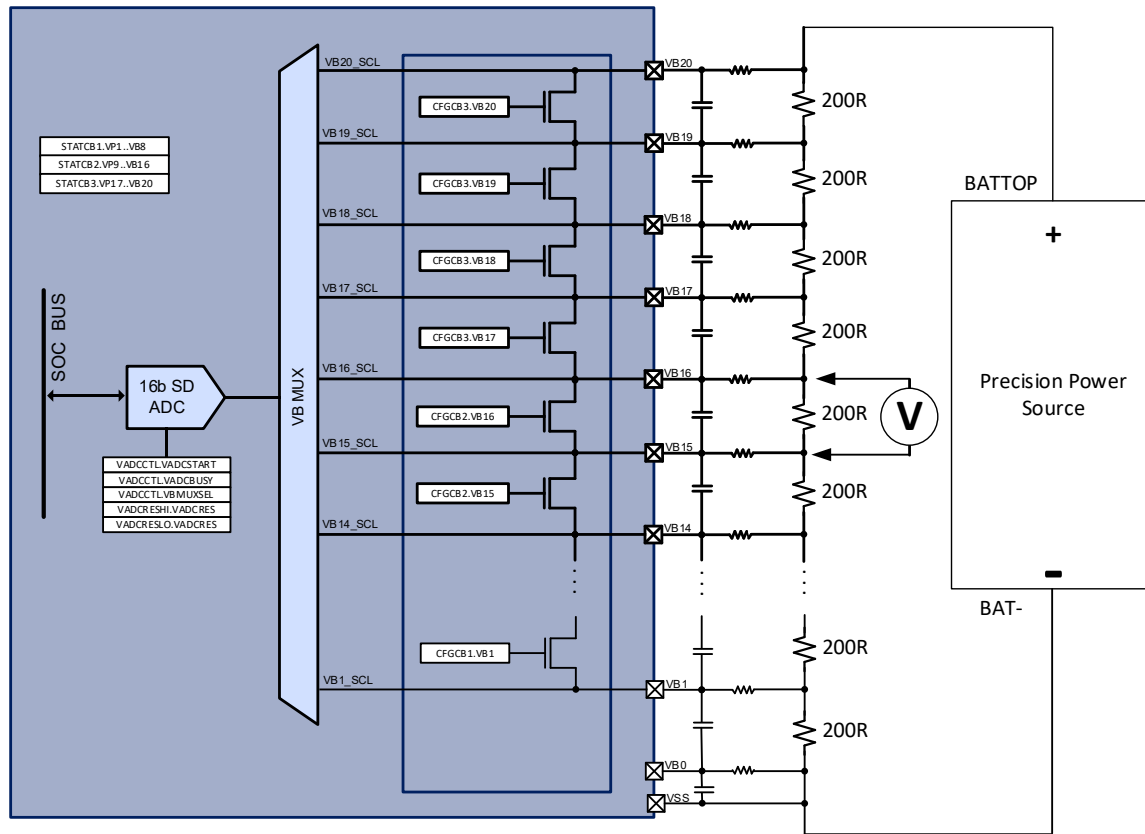 VB20_SCL
VB20
CFGCB3.VB20
200R
STATCB1.VP1..VB8
STATCB2.VP9..VB16
STATCB3.VP17..VB20
VB19_SCL
VB19
CFGCB3.VB19
200R
BATTOP
VB18_SCL
VB18
+
CFGCB3.VB18
200R
VB17_SCL
VB17
CFGCB3.VB17
200R
SOC BUS
16b SD
ADC
VB MUX
VB16_SCL
VB16
CFGCB2.VB16
200R
V
Precision Power
Source
VB15_SCL
VB15
VADCCTL.VADCSTART
VADCCTL.VADCBUSY
VADCCTL.VBMUXSEL
VADCRESHI.VADCRES
VADCRESLO.VADCRES
CFGCB2.VB15
200R
VB14_SCL
VB14
-
BAT-
CFGCB1.VB1
200R
VB1_SCL
VB1
200R
VB0
VSS